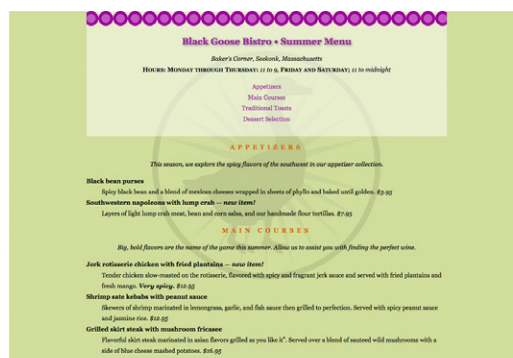 Black Goose Bistro • Summer Menu
Baker's Corner, Seekonk, Massachusetts
HOURS: MONDAY THROUGH THURSDAY: 11 to 9, FRIDAY AND SATURDAY; 11 to midnight
Appetizers
Main Courses
Traditional Toasts
Dessert Selection
APPETIZERS
This season, we explore the spicy flavors of the southwest in our appetizer collection.
Black bean purses
Spicy black bean and a blend of mexican cheeses wrapped in sheets of phyllo and baked until golden. $3.95
Southwestern napoleons with lump crab — new item!
Layers of light lump crab meat, bean and corn salsa, and our handmade flour tortillas. $7.95
MAIN COURSES
Big, bold flavors are the name of the game this summer. Allow us to assist you with finding the perfect wine.
Jerk rotisserie chicken with fried plantains — new item!
Tender chicken slow-roasted on the rotisserie, flavored with spicy and fragrant jerk sauce and served with fried plantains and
fresh mango. Very spicy. $12.95
Shrimp sate kebabs with peanut sauce
Skewers of shrimp marinated in lemongrass, garlic, and fish sauce then grilled to perfection. Served with spicy peanut sauce
and jasmine rice. $12.95
Grilled skirt steak with mushroom fricasee
Flavorful skirt steak marinated in asian flavors grilled as you like it*. Served over a blend of sauteed wild mushrooms with a
side of blue cheese mashed potatoes. $16.95